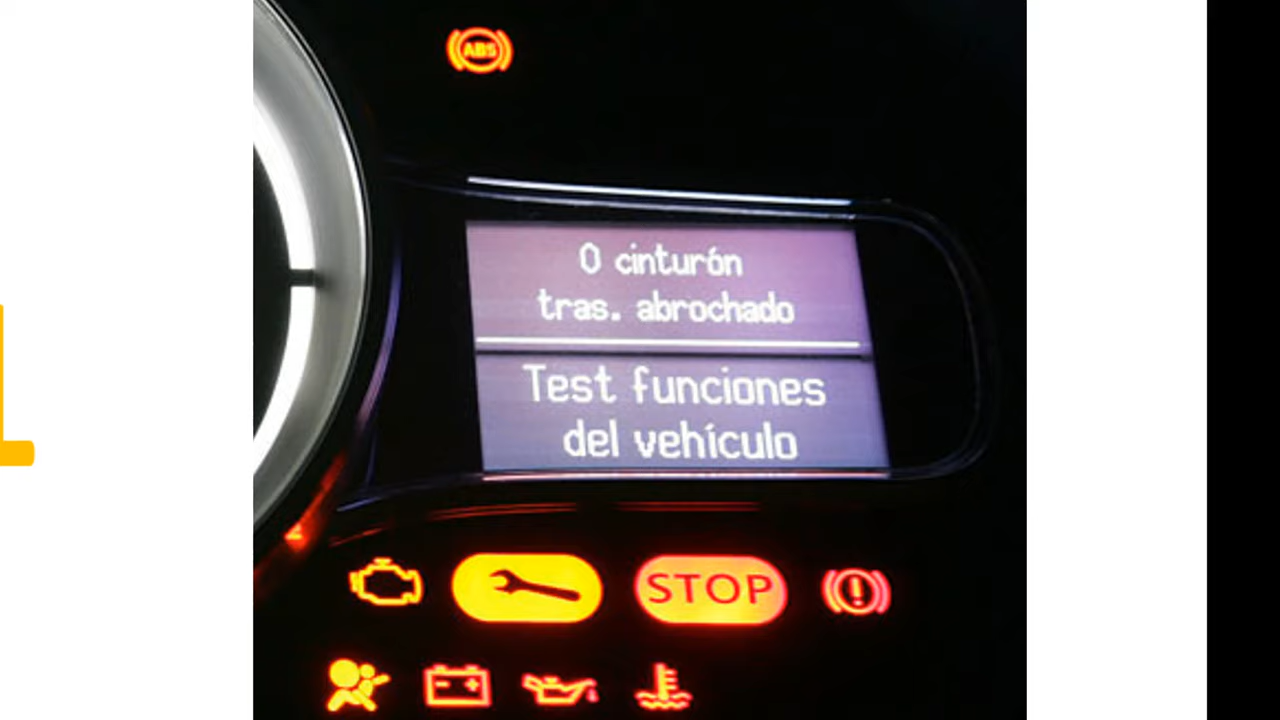 ABS
0 cinturón
tras. abrochado
Test funciones
del vehículo
STOP